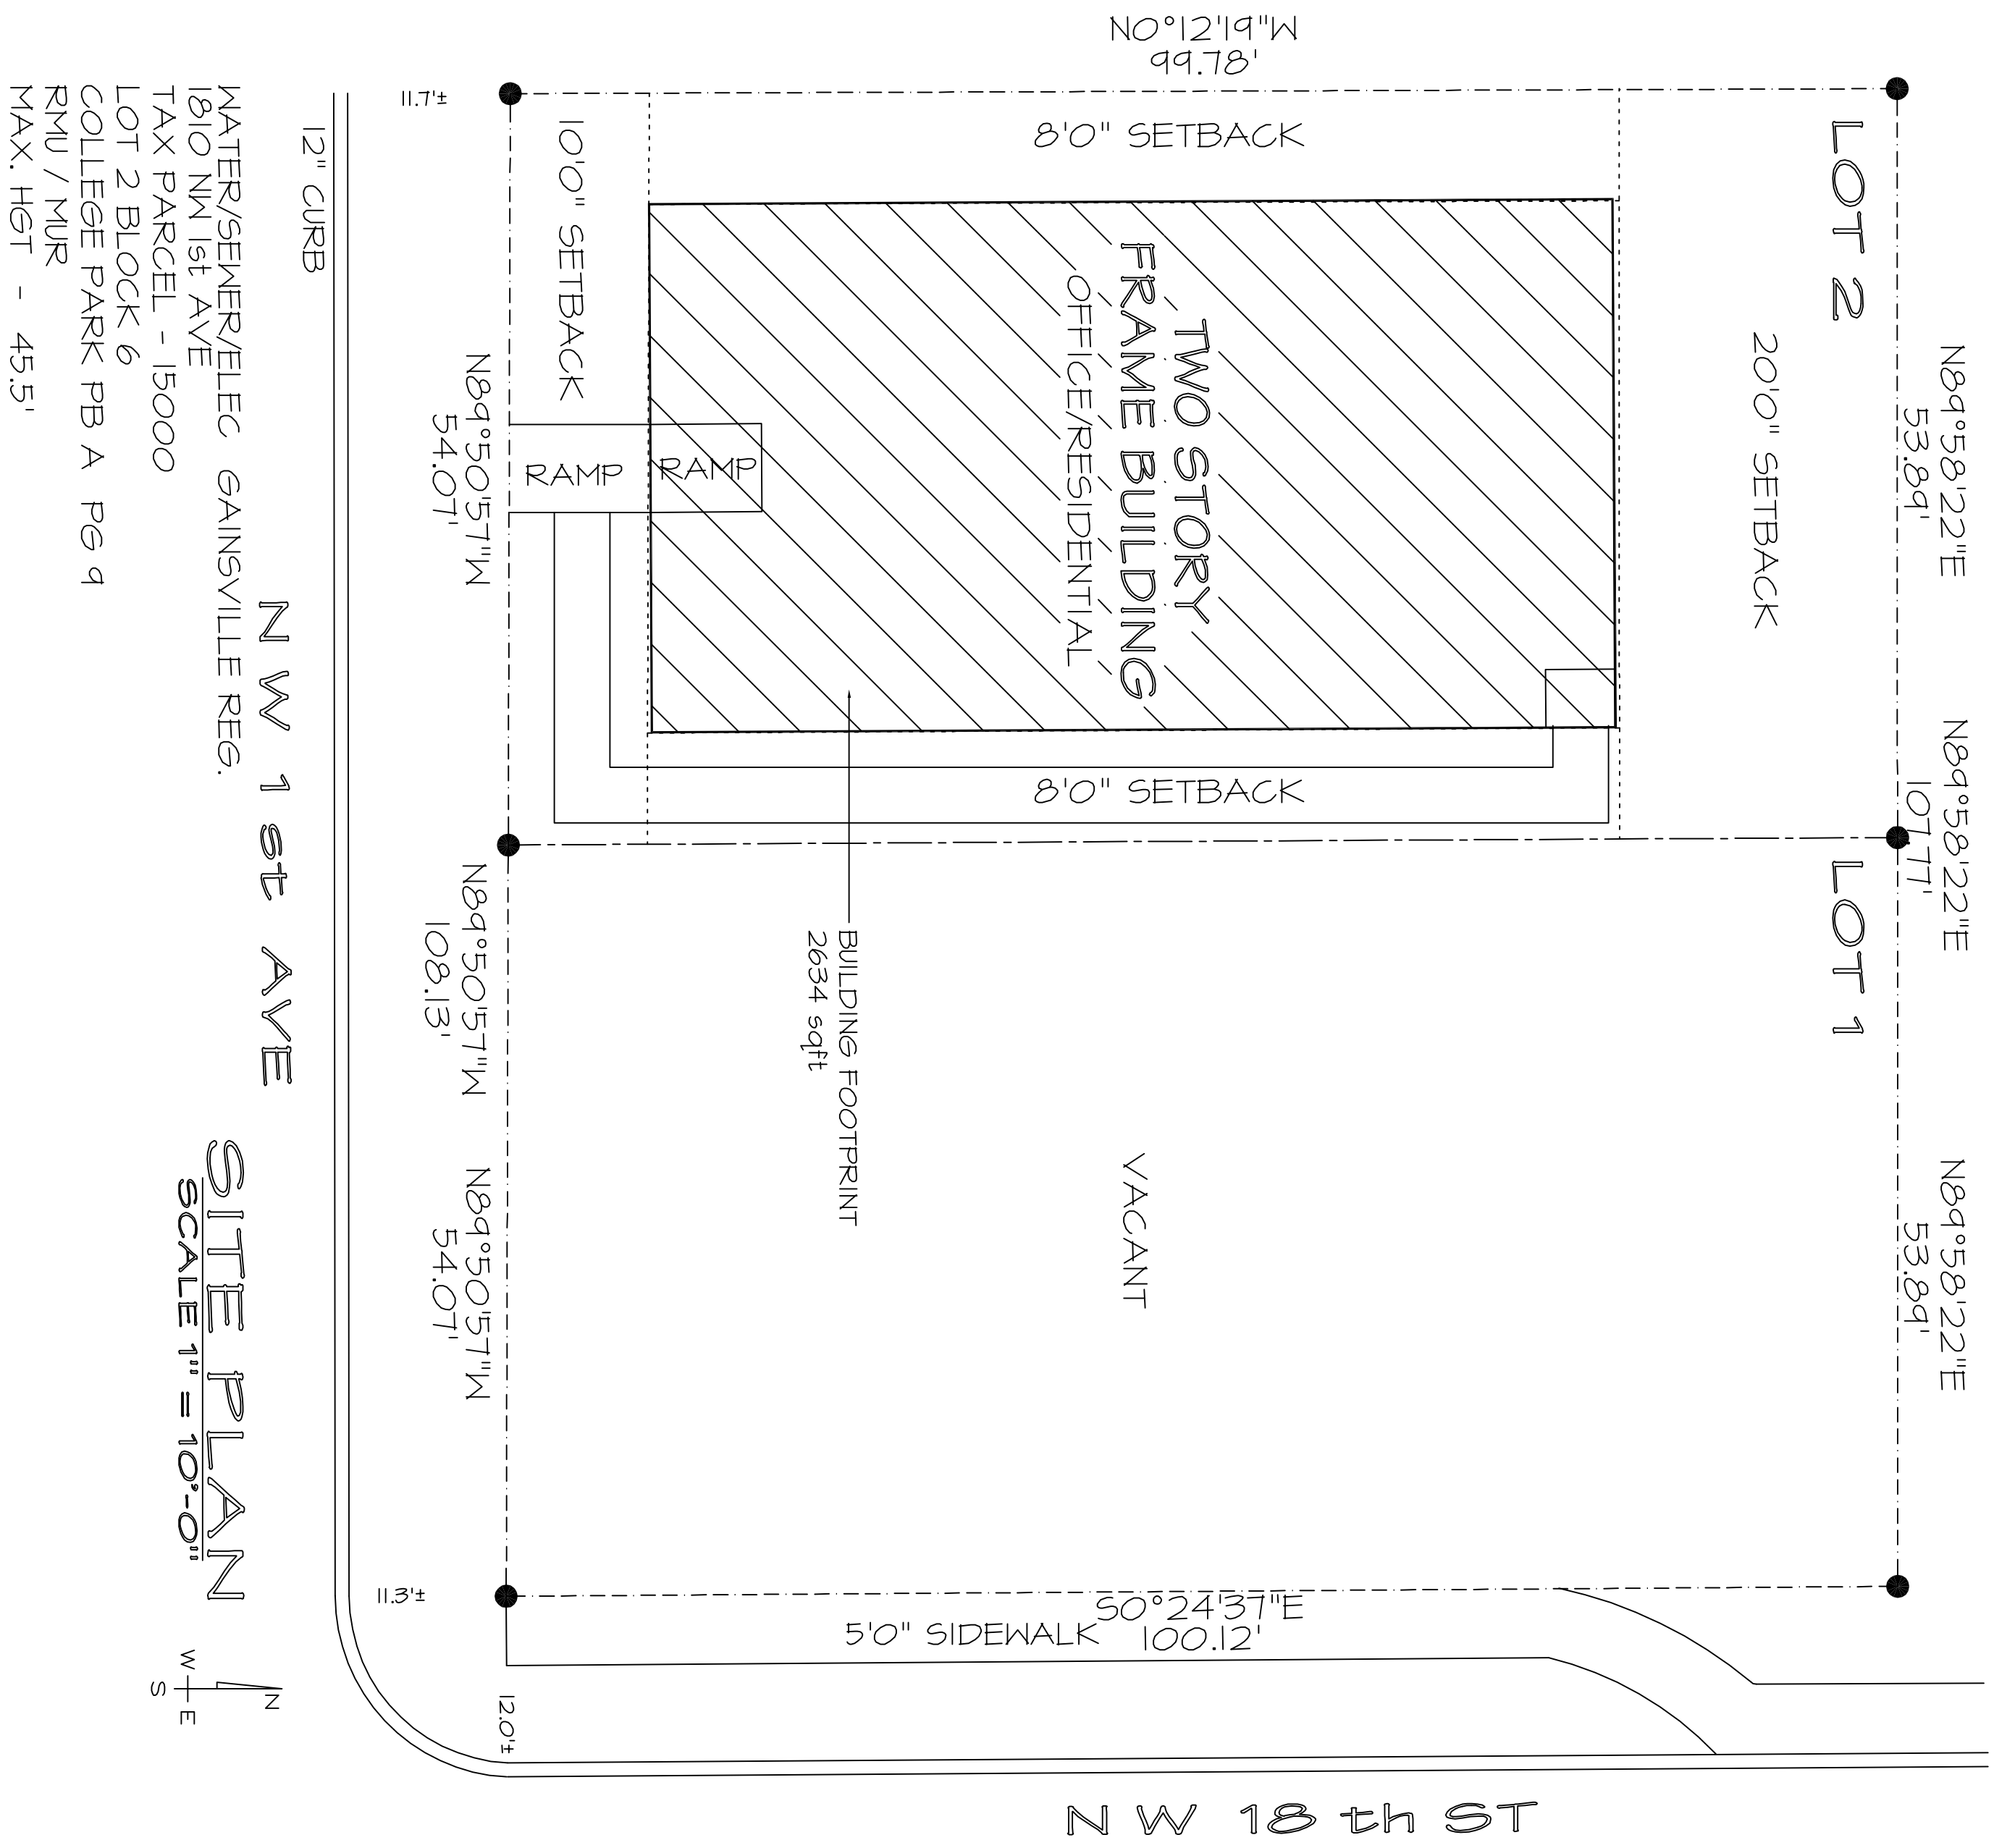 N0°12'19"W
99.78'
LOT 2
N89°58'22"E
53.89'
20'0" SETBACK
8'0" SETBACK
10'0" SETBACK
11.7'±
TWO STORY
FRAME BUILDING
OFFICE/RESIDENTIAL
RAMP
RAMP
N89°50'57"W
54.07'
8'0" SETBACK
N89°58'22"E
107.77'
LOT 1
N89°58'22"E
53.89'
BUILDING FOOTPRINT
2634 sqft
VACANT
N89°50'57"W
108.13'
N89°50'57"W
54.07'
11.3'±
S0°24'37"E
100.12'
5'0" SIDEWALK
12.0'±
12" CURB
N W 1st AVE
N W 18th ST
WATER/SEWER/ELEC GAINSVILLE REG.
1810 NW 1st AVE
TAX PARCEL - 15000
LOT 2 BLOCK 6
COLLEGE PARK PB A PG 9
RMU / MUR
MAX. HGT - 45.5'
SITE PLAN
SCALE 1" = 10'-0"
N
W E
S